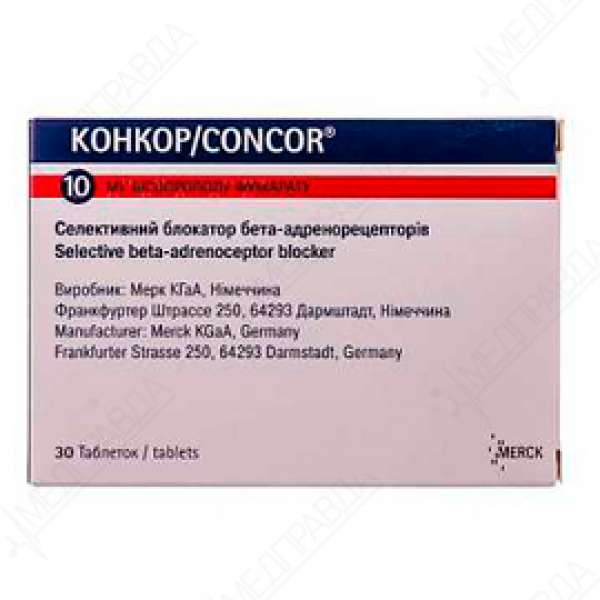 КОНКОР/CONCOR®
10 МГ БІСОПРОЛОЛУ ФУМАРАТУ
Селективний блокатор бета-адренорецепторів
Selective beta-adrenoceptor blocker
Виробник: Мерк КГаА, Німеччина
Франкфуртер Штрассе 250, 64293 Дармштадт, Німеччина
Manufacturer: Merck KGaA, Germany
Frankfurter Strasse 250, 64293 Darmstadt, Germany
30 Таблеток / tablets
MERCK
МЕДПРАВДА